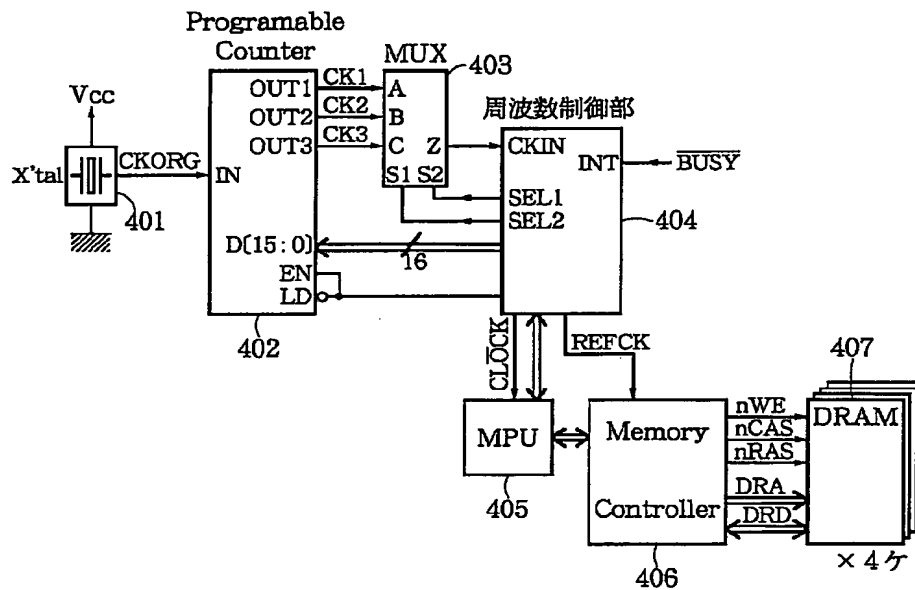 Programable
Counter
MUX
403
Vcc
X'tal
CKORG
401
IN
OUT1
OUT2
OUT3
D[15:0]
EN
LD
402
CK1
CK2
CK3
A
B
C
Z
S1 S2
周波数制御部
CKIN
INT
BUSY
SEL1
SEL2
404
16
CLOCK
REFCK
MPU
405
Memory
Controller
406
nWE
nCAS
nRAS
DRA
DRD
407
DRAM
×4ケ